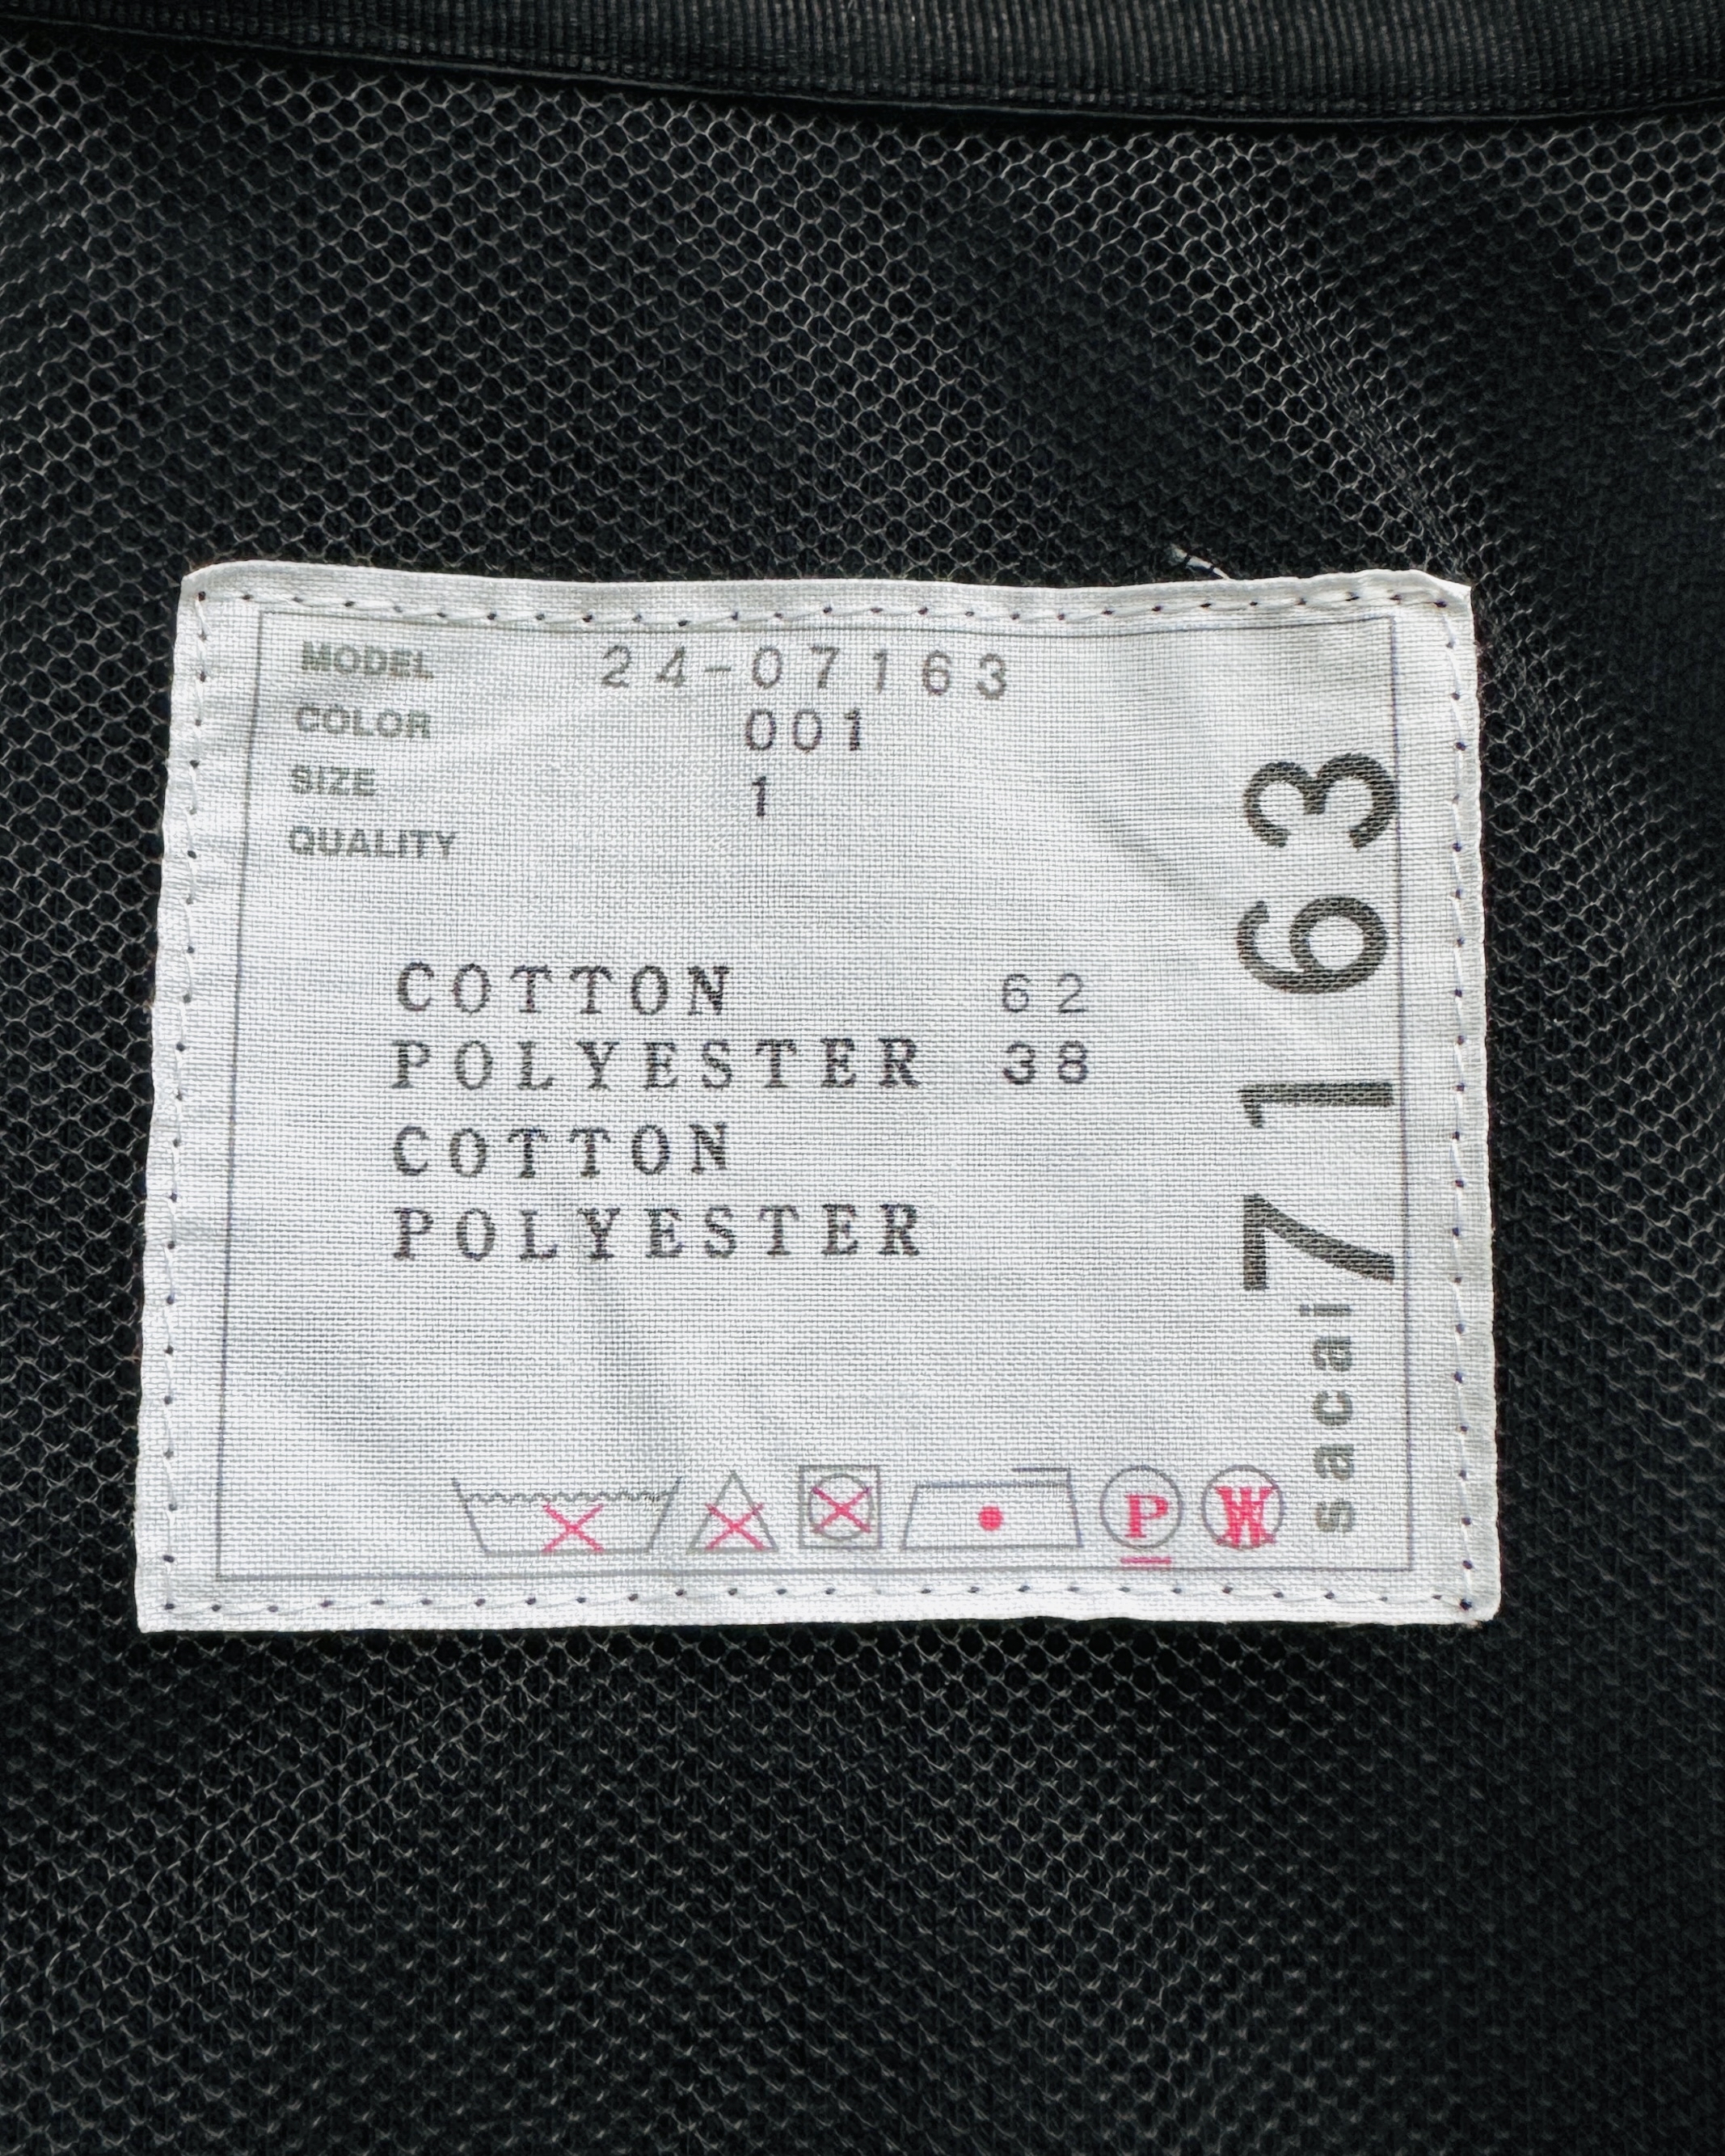 MODEL 24-07163
COLOR 001
SIZE 1
QUALITY
COTTON 62
POLYESTER 38
COTTON
POLYESTER
P W
sacai 7163